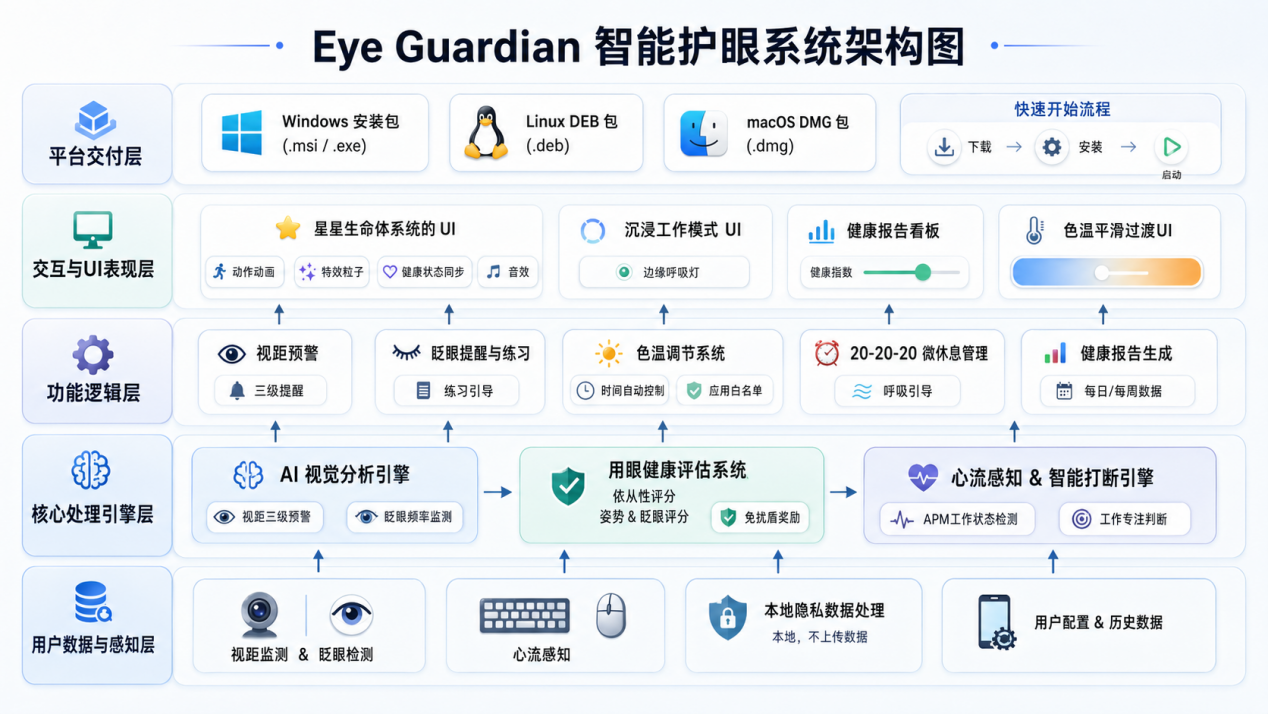 Eye Guardian 智能护眼系统架构图
平台交付层
Windows 安装包
(.msi / .exe)
Linux DEB 包
(.deb)
macOS DMG 包
(.dmg)
快速开始流程
下载
安装
启动
交互与UI表现层
星星生命体系统的 UI
动作动画
特效粒子
健康状态同步
音效
沉浸工作模式 UI
边缘呼吸灯
健康报告看板
健康指数
色温平滑过渡UI
功能逻辑层
视距预警
三级提醒
眨眼提醒与练习
练习引导
色温调节系统
时间自动控制
应用白名单
20-20-20 微休息管理
呼吸引导
健康报告生成
每日/每周数据
核心处理引擎层
AI 视觉分析引擎
视距三级预警
眨眼频率监测
用眼健康评估系统
依从性评分
姿势 & 眨眼评分
免扰盾奖励
心流感知 & 智能打断引擎
APM工作状态检测
工作专注判断
用户数据与感知层
视距监测 & 眨眼检测
心流感知
本地隐私数据处理
本地，不上传数据
用户配置 & 历史数据